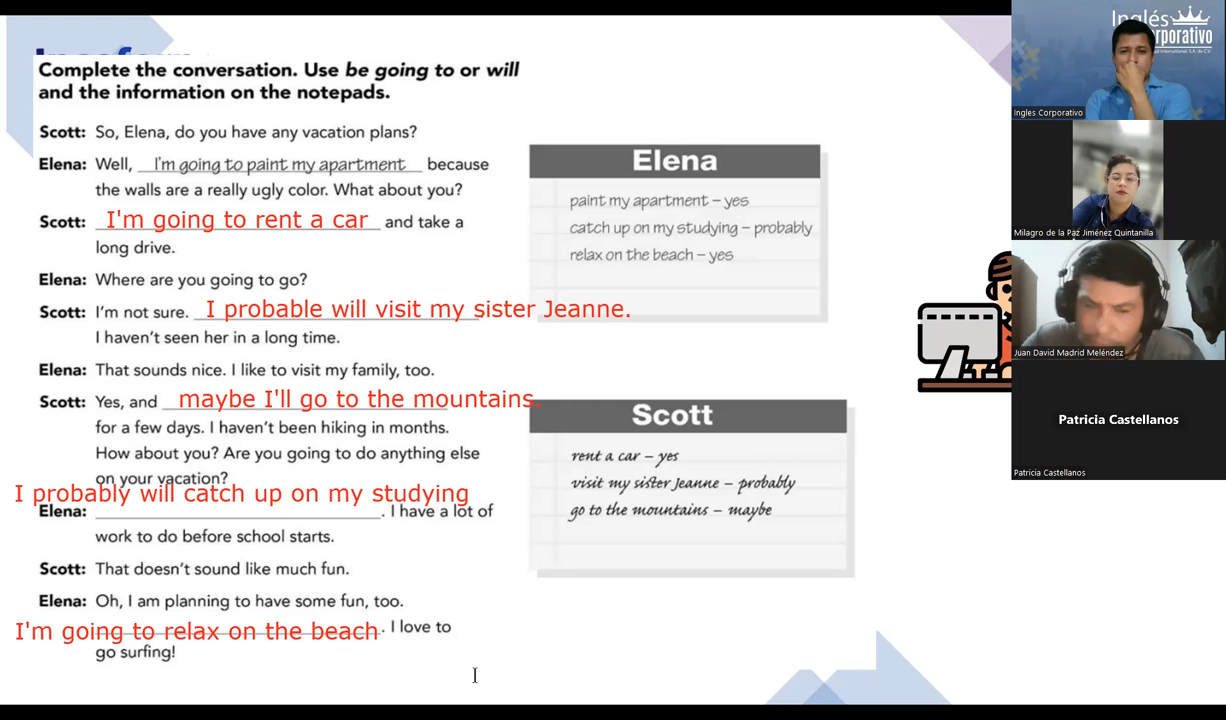 Complete the conversation. Use be going to or will
and the information on the notepads.
Scott: So, Elena, do you have any vacation plans?
Elena: Well, I'm going to paint my apartment because
the walls are a really ugly color. What about you?
Scott: I'm going to rent a car and take a
long drive.
Elena: Where are you going to go?
Scott: I'm not sure. I probable will visit my sister Jeanne.
I haven't seen her in a long time.
Elena: That sounds nice. I like to visit my family, too.
Scott: Yes, and maybe I'll go to the mountains.
for a few days. I haven't been hiking in months.
How about you? Are you going to do anything else
on your vacation?
I probably will catch up on my studying
Elena: . I have a lot of
work to do before school starts.
Scott: That doesn't sound like much fun.
Elena: Oh, I am planning to have some fun, too.
I'm going to relax on the beach . I love to
go surfing!
Elena
paint my apartment – yes
catch up on my studying – probably
relax on the beach – yes
Scott
rent a car – yes
visit my sister Jeanne – probably
go to the mountains – maybe
Inglés
Corporativo
Ingles Corporativo
Milagro de la Paz Jiménez Quintanilla
Juan David Madrid Meléndez
Patricia Castellanos
Patricia Castellanos